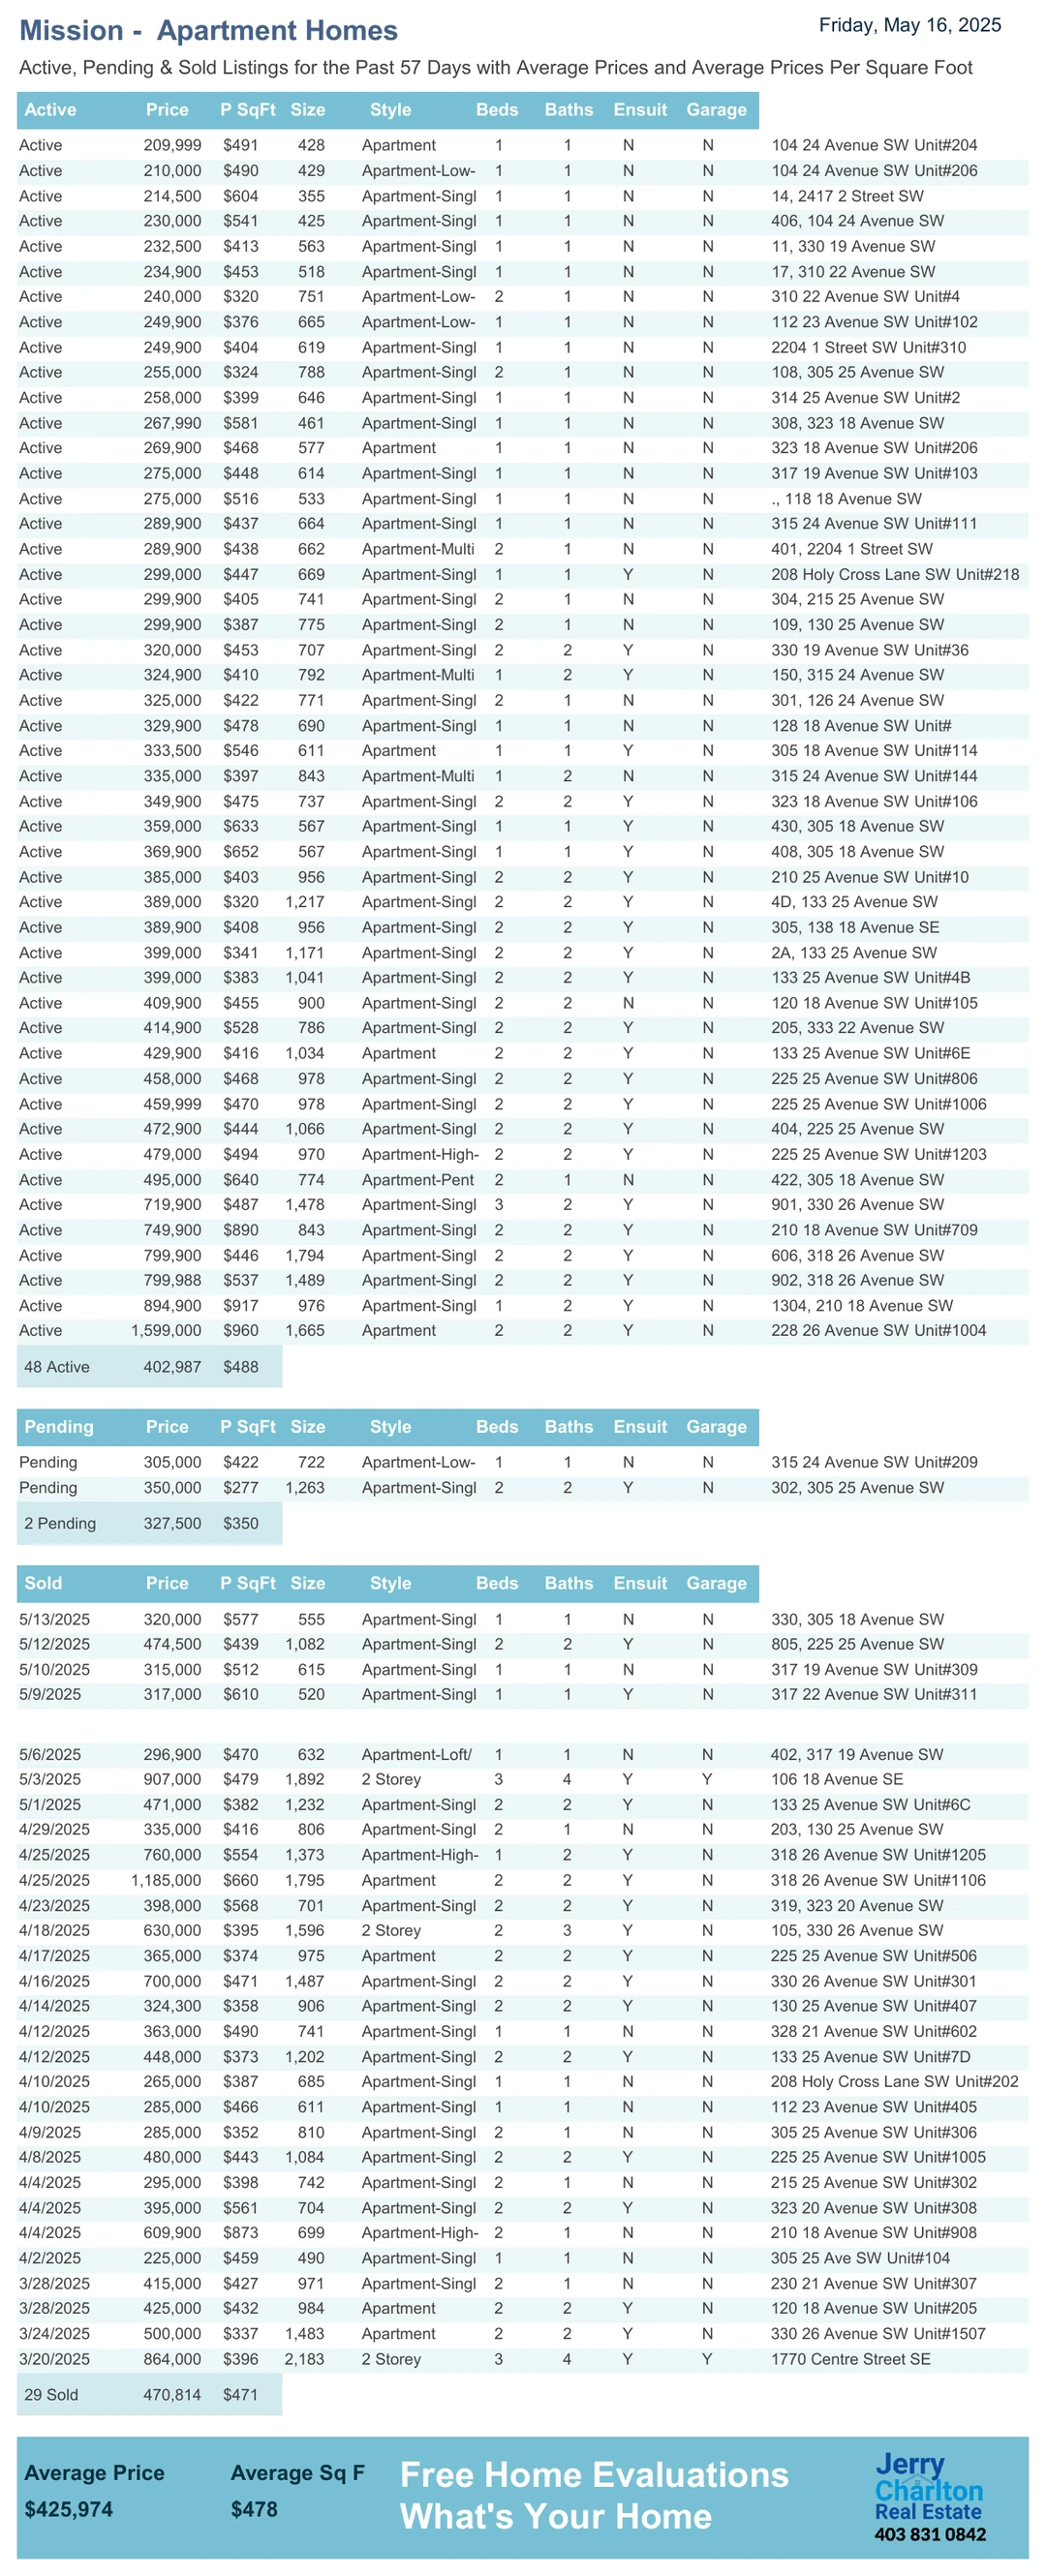 Mission - Apartment Homes
Friday, May 16, 2025
Active, Pending & Sold Listings for the Past 57 Days with Average Prices and Average Prices Per Square Foot
Active Price P SqFt Size Style Beds Baths Ensuit Garage
Active 209,999 $491 428 Apartment 1 1 N N 104 24 Avenue SW Unit#204
Active 210,000 $490 429 Apartment-Low- 1 1 N N 104 24 Avenue SW Unit#206
Active 214,500 $604 355 Apartment-Singl 1 1 N N 14, 2417 2 Street SW
Active 230,000 $541 425 Apartment-Singl 1 1 N N 406, 104 24 Avenue SW
Active 232,500 $413 563 Apartment-Singl 1 1 N N 11, 330 19 Avenue SW
Active 234,900 $453 518 Apartment-Singl 1 1 N N 17, 310 22 Avenue SW
Active 240,000 $320 751 Apartment-Low- 2 1 N N 310 22 Avenue SW Unit#4
Active 249,900 $376 665 Apartment-Low- 1 1 N N 112 23 Avenue SW Unit#102
Active 249,900 $404 619 Apartment-Singl 1 1 N N 2204 1 Street SW Unit#310
Active 255,000 $324 788 Apartment-Singl 2 1 N N 108, 305 25 Avenue SW
Active 258,000 $399 646 Apartment-Singl 1 1 N N 314 25 Avenue SW Unit#2
Active 267,990 $581 461 Apartment-Singl 1 1 N N 308, 323 18 Avenue SW
Active 269,900 $468 577 Apartment 1 1 N N 323 18 Avenue SW Unit#206
Active 275,000 $448 614 Apartment-Singl 1 1 N N 317 19 Avenue SW Unit#103
Active 275,000 $516 533 Apartment-Singl 1 1 N N ., 118 18 Avenue SW
Active 289,900 $437 664 Apartment-Singl 1 1 N N 315 24 Avenue SW Unit#111
Active 289,900 $438 662 Apartment-Multi 2 1 N N 401, 2204 1 Street SW
Active 299,000 $447 669 Apartment-Singl 1 1 Y N 208 Holy Cross Lane SW Unit#218
Active 299,900 $405 741 Apartment-Singl 2 1 N N 304, 215 25 Avenue SW
Active 299,900 $387 775 Apartment-Singl 2 1 N N 109, 130 25 Avenue SW
Active 320,000 $453 707 Apartment-Singl 2 2 Y N 330 19 Avenue SW Unit#36
Active 324,900 $410 792 Apartment-Multi 1 2 Y N 150, 315 24 Avenue SW
Active 325,000 $422 771 Apartment-Singl 2 1 N N 301, 126 24 Avenue SW
Active 329,900 $478 690 Apartment-Singl 1 1 N N 128 18 Avenue SW Unit#
Active 333,500 $546 611 Apartment 1 1 Y N 305 18 Avenue SW Unit#114
Active 335,000 $397 843 Apartment-Multi 1 2 N N 315 24 Avenue SW Unit#144
Active 349,900 $475 737 Apartment-Singl 2 2 Y N 323 18 Avenue SW Unit#106
Active 359,000 $633 567 Apartment-Singl 1 1 Y N 430, 305 18 Avenue SW
Active 369,900 $652 567 Apartment-Singl 1 1 Y N 408, 305 18 Avenue SW
Active 385,000 $403 956 Apartment-Singl 2 2 Y N 210 25 Avenue SW Unit#10
Active 389,000 $320 1,217 Apartment-Singl 2 2 Y N 4D, 133 25 Avenue SW
Active 389,900 $408 956 Apartment-Singl 2 2 Y N 305, 138 18 Avenue SE
Active 399,000 $341 1,171 Apartment-Singl 2 2 Y N 2A, 133 25 Avenue SW
Active 399,000 $383 1,041 Apartment-Singl 2 2 Y N 133 25 Avenue SW Unit#4B
Active 409,900 $455 900 Apartment-Singl 2 2 N N 120 18 Avenue SW Unit#105
Active 414,900 $528 786 Apartment-Singl 2 2 Y N 205, 333 22 Avenue SW
Active 429,900 $416 1,034 Apartment 2 2 Y N 133 25 Avenue SW Unit#6E
Active 458,000 $468 978 Apartment-Singl 2 2 Y N 225 25 Avenue SW Unit#806
Active 459,999 $470 978 Apartment-Singl 2 2 Y N 225 25 Avenue SW Unit#1006
Active 472,900 $444 1,066 Apartment-Singl 2 2 Y N 404, 225 25 Avenue SW
Active 479,000 $494 970 Apartment-High- 2 2 Y N 225 25 Avenue SW Unit#1203
Active 495,000 $640 774 Apartment-Pent 2 1 N N 422, 305 18 Avenue SW
Active 719,900 $487 1,478 Apartment-Singl 3 2 Y N 901, 330 26 Avenue SW
Active 749,900 $890 843 Apartment-Singl 2 2 Y N 210 18 Avenue SW Unit#709
Active 799,900 $446 1,794 Apartment-Singl 2 2 Y N 606, 318 26 Avenue SW
Active 799,988 $537 1,489 Apartment-Singl 2 2 Y N 902, 318 26 Avenue SW
Active 894,900 $917 976 Apartment-Singl 1 2 Y N 1304, 210 18 Avenue SW
Active 1,599,000 $960 1,665 Apartment 2 2 Y N 228 26 Avenue SW Unit#1004
48 Active 402,987 $488
Pending Price P SqFt Size Style Beds Baths Ensuit Garage
Pending 305,000 $422 722 Apartment-Low- 1 1 N N 315 24 Avenue SW Unit#209
Pending 350,000 $277 1,263 Apartment-Singl 2 2 Y N 302, 305 25 Avenue SW
2 Pending 327,500 $350
Sold Price P SqFt Size Style Beds Baths Ensuit Garage
5/13/2025 320,000 $577 555 Apartment-Singl 1 1 N N 330, 305 18 Avenue SW
5/12/2025 474,500 $439 1,082 Apartment-Singl 2 2 Y N 805, 225 25 Avenue SW
5/10/2025 315,000 $512 615 Apartment-Singl 1 1 N N 317 19 Avenue SW Unit#309
5/9/2025 317,000 $610 520 Apartment-Singl 1 1 Y N 317 22 Avenue SW Unit#311
5/6/2025 296,900 $470 632 Apartment-Loft/ 1 1 N N 402, 317 19 Avenue SW
5/3/2025 907,000 $479 1,892 2 Storey 3 4 Y Y 106 18 Avenue SE
5/1/2025 471,000 $382 1,232 Apartment-Singl 2 2 Y N 133 25 Avenue SW Unit#6C
4/29/2025 335,000 $416 806 Apartment-Singl 2 1 N N 203, 130 25 Avenue SW
4/25/2025 760,000 $554 1,373 Apartment-High- 1 2 Y N 318 26 Avenue SW Unit#1205
4/25/2025 1,185,000 $660 1,795 Apartment 2 2 Y N 318 26 Avenue SW Unit#1106
4/23/2025 398,000 $568 701 Apartment-Singl 2 2 Y N 319, 323 20 Avenue SW
4/18/2025 630,000 $395 1,596 2 Storey 2 3 Y N 105, 330 26 Avenue SW
4/17/2025 365,000 $374 975 Apartment 2 2 Y N 225 25 Avenue SW Unit#506
4/16/2025 700,000 $471 1,487 Apartment-Singl 2 2 Y N 330 26 Avenue SW Unit#301
4/14/2025 324,300 $358 906 Apartment-Singl 2 2 Y N 130 25 Avenue SW Unit#407
4/12/2025 363,000 $490 741 Apartment-Singl 1 1 N N 328 21 Avenue SW Unit#602
4/12/2025 448,000 $373 1,202 Apartment-Singl 2 2 Y N 133 25 Avenue SW Unit#7D
4/10/2025 265,000 $387 685 Apartment-Singl 1 1 N N 208 Holy Cross Lane SW Unit#202
4/10/2025 285,000 $466 611 Apartment-Singl 1 1 N N 112 23 Avenue SW Unit#405
4/9/2025 285,000 $352 810 Apartment-Singl 2 1 N N 305 25 Avenue SW Unit#306
4/8/2025 480,000 $443 1,084 Apartment-Singl 2 2 Y N 225 25 Avenue SW Unit#1005
4/4/2025 295,000 $398 742 Apartment-Singl 2 1 N N 215 25 Avenue SW Unit#302
4/4/2025 395,000 $561 704 Apartment-Singl 2 2 Y N 323 20 Avenue SW Unit#308
4/4/2025 609,900 $873 699 Apartment-High- 2 1 N N 210 18 Avenue SW Unit#908
4/2/2025 225,000 $459 490 Apartment-Singl 1 1 N N 305 25 Ave SW Unit#104
3/28/2025 415,000 $427 971 Apartment-Singl 2 1 N N 230 21 Avenue SW Unit#307
3/28/2025 425,000 $432 984 Apartment 2 2 Y N 120 18 Avenue SW Unit#205
3/24/2025 500,000 $337 1,483 Apartment 2 2 Y N 330 26 Avenue SW Unit#1507
3/20/2025 864,000 $396 2,183 2 Storey 3 4 Y Y 1770 Centre Street SE
29 Sold 470,814 $471
Average Price Average Sq F
$425,974 $478
Free Home Evaluations
What's Your Home
Jerry
Charlton
Real Estate
403 831 0842